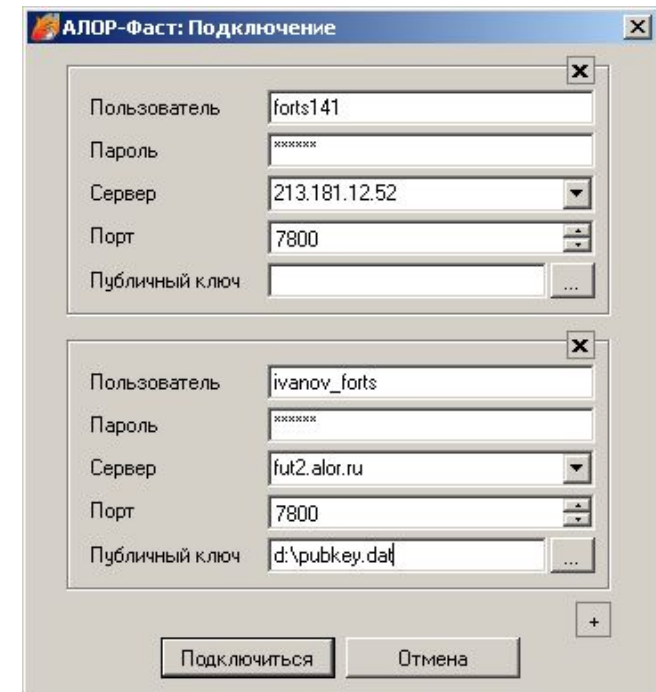 АЛОР-Фаст: Подключение
Пользователь forts141
Пароль ******
Сервер 213.181.12.52
Порт 7800
Публичный ключ ...
Пользователь ivanov_forts
Пароль ******
Сервер fut2.alor.ru
Порт 7800
Публичный ключ d:\pubkey.dat ...
+
Подключиться Отмена